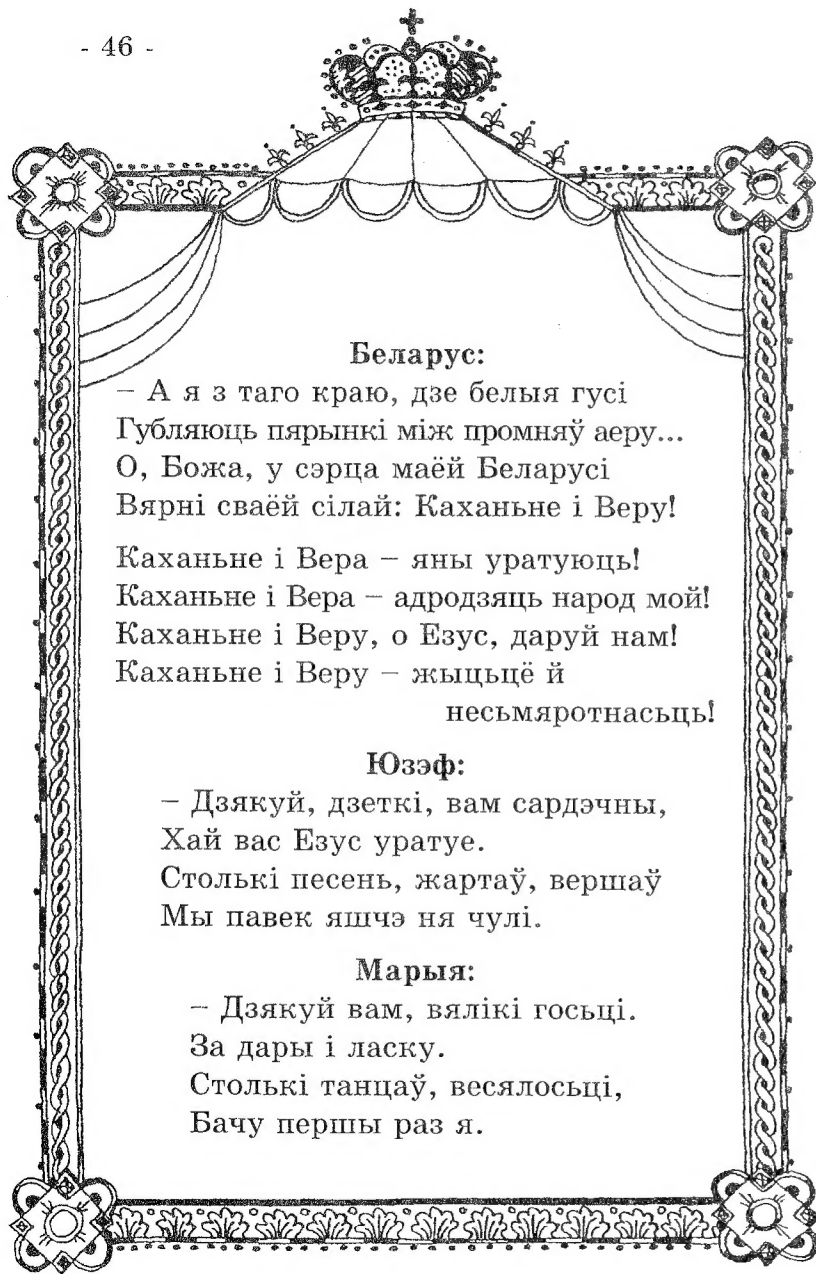 - 46 -
Беларус:
– А я з таго краю, дзе белыя гусі
Губляюць пярынкі між промняў аеру...
О, Божа, у сэрца маёй Беларусі
Вярні сваёй сілай: Каханьне і Веру!
Каханьне і Вера – яны уратуюць!
Каханьне і Вера – адродзяць народ мой!
Каханьне і Веру, о Езус, даруй нам!
Каханьне і Веру – жыцьцё й
несьмяротнасьць!
Юзэф:
– Дзякуй, дзеткі, вам сардэчны,
Хай вас Езус уратуе.
Столькі песень, жартаў, вершаў
Мы павек яшчэ ня чулі.
Марыя:
– Дзякуй вам, вялікі госьці.
За дары і ласку.
Столькі танцаў, весялосьці,
Бачу першы раз я.